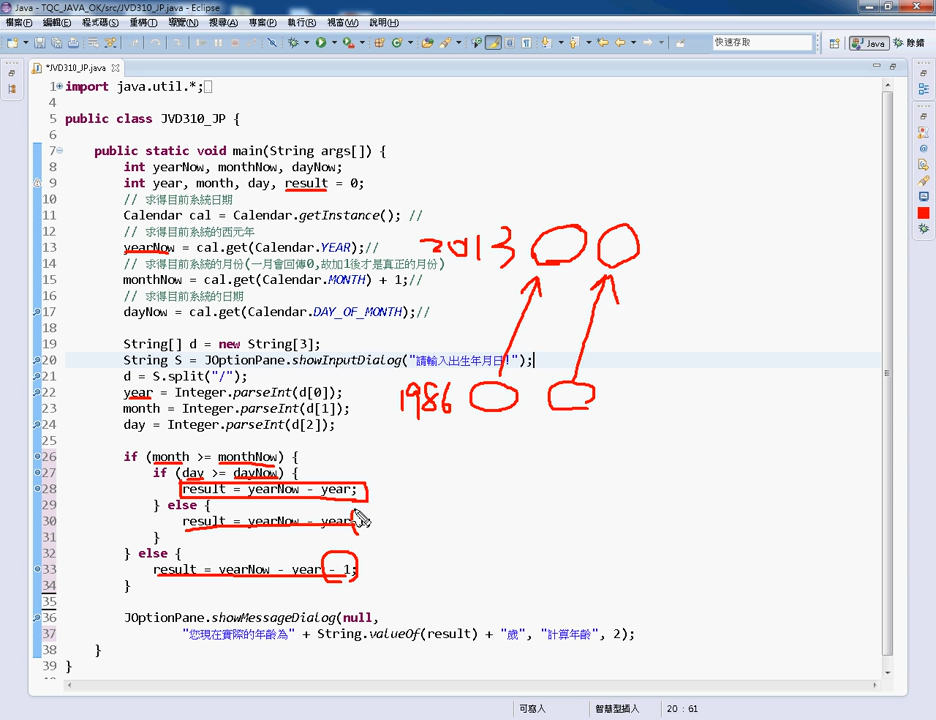 Java - TQC_JAVA_OK/src/JVD310_JP.java - Eclipse
檔案(F) 編輯(E) 程式碼(S) 重構(T) 導覽(N) 搜尋(A) 專案(P) 執行(R) 視窗(W) 說明(H)
快速存取 Java 除錯
*JVD310_JP.java
1 import java.util.*;
4
5 public class JVD310_JP {
6
7 public static void main(String args[]) {
8 int yearNow, monthNow, dayNow;
9 int year, month, day, result = 0;
10 // 求得目前系統日期
11 Calendar cal = Calendar.getInstance(); //
12 // 求得目前系統的西元年
13 yearNow = cal.get(Calendar.YEAR);//
14 // 求得目前系統的月份(一月會回傳0,故加1後才是真正的月份)
15 monthNow = cal.get(Calendar.MONTH) + 1;//
16 // 求得目前系統的日期
17 dayNow = cal.get(Calendar.DAY_OF_MONTH);//
18
19 String[] d = new String[3];
20 String S = JOptionPane.showInputDialog("請輸入出生年月日!");
21 d = S.split("/");
22 year = Integer.parseInt(d[0]);
23 month = Integer.parseInt(d[1]);
24 day = Integer.parseInt(d[2]);
25
26 if (month >= monthNow) {
27 if (day >= dayNow) {
28 result = yearNow - year;
29 } else {
30 result = yearNow - year;
31 }
32 } else {
33 result = yearNow - year - 1;
34 }
35
36 JOptionPane.showMessageDialog(null,
37 "您現在實際的年齡為" + String.valueOf(result) + "歲", "計算年齡", 2);
38 }
39 }
2013
1986
可寫入 智慧型插入 20 : 61